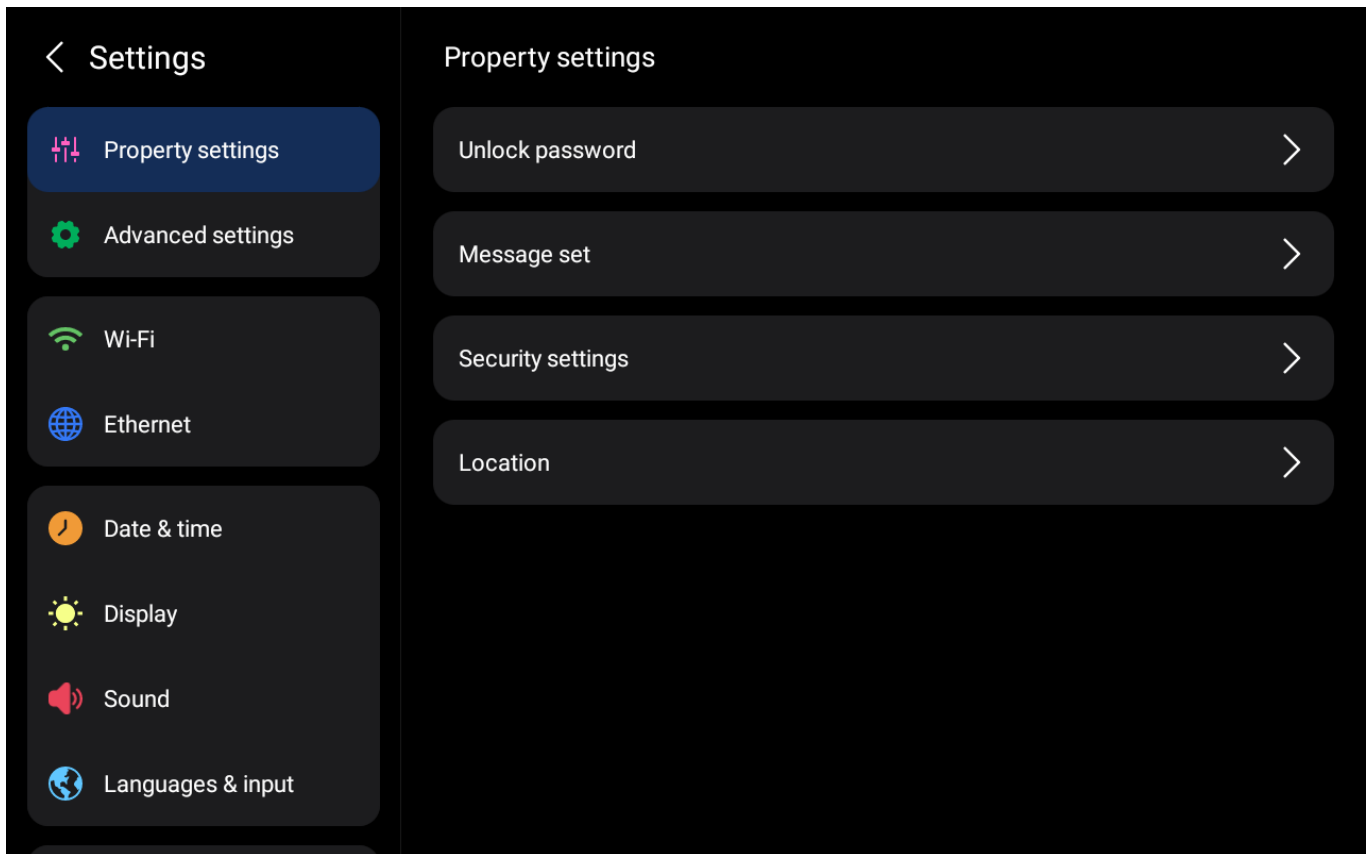 Settings
Property settings
Advanced settings
Wi-Fi
Ethernet
Date & time
Display
Sound
Languages & input
Property settings
Unlock password
Message set
Security settings
Location